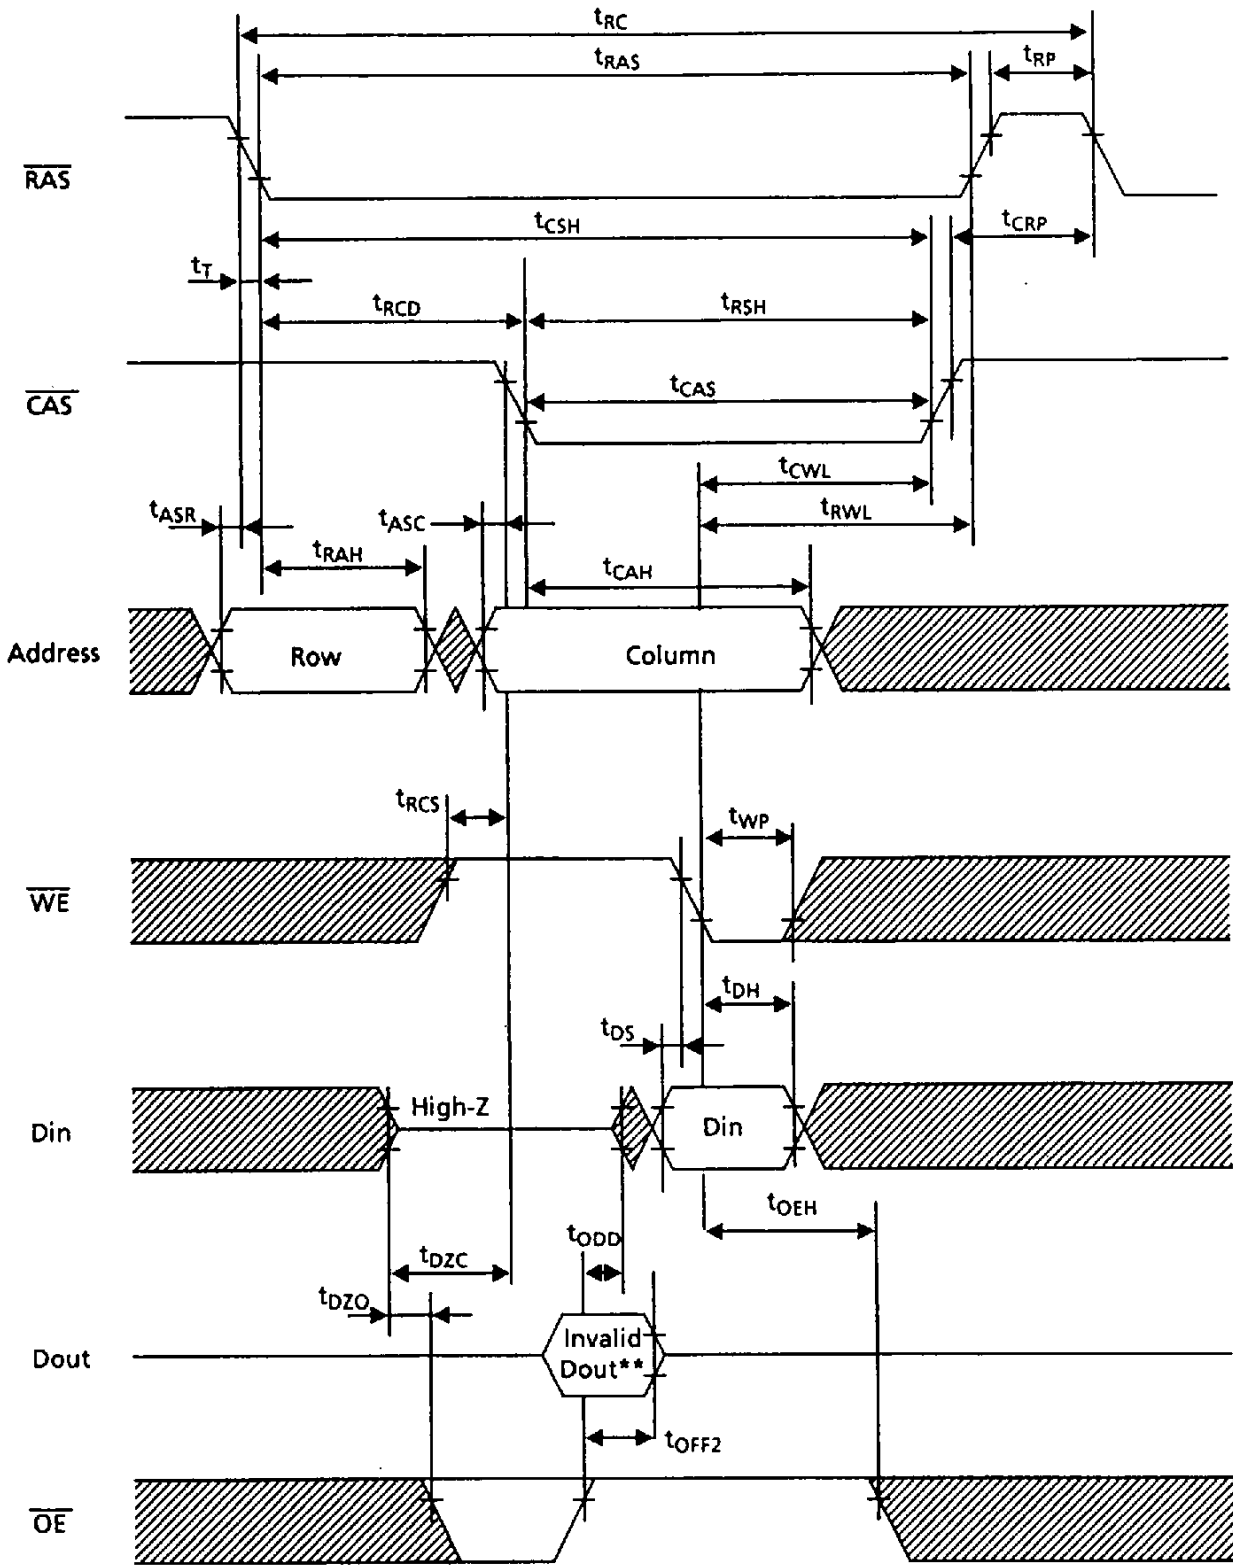 tRC
tRAS
tRP
RAS
tCSH
tCRP
tT
tRCD
tRSH
CAS
tCAS
tCWL
tASR
tASC
tRWL
tRAH
tCAH
Address
Row
Column
tRCS
tWP
WE
tDH
tDS
High-Z
Din
Din
tOEH
tODD
tDZC
tDZO
Invalid
Dout
Dout**
tOFF2
OE